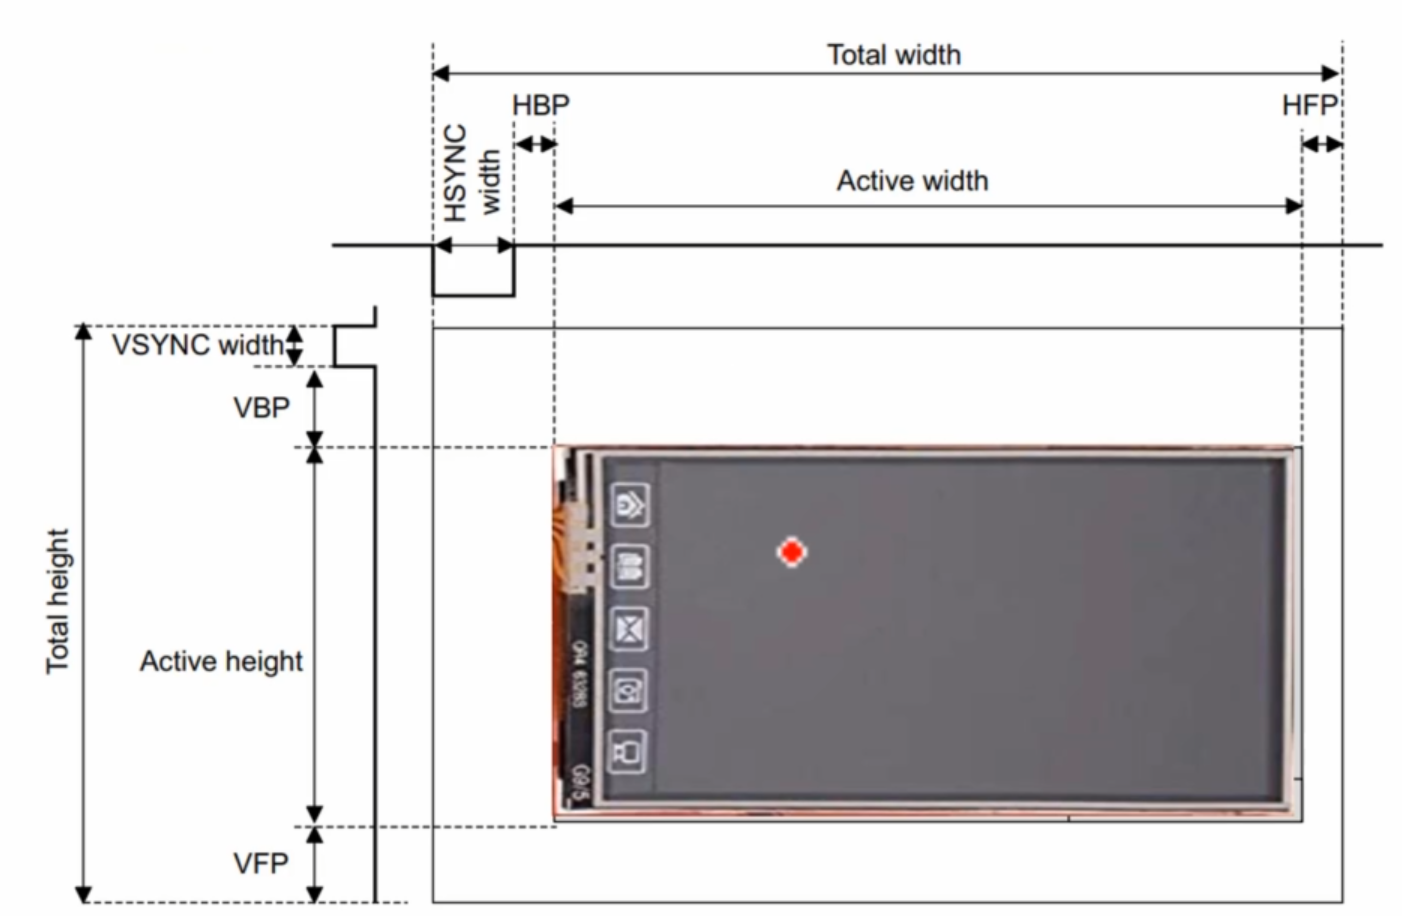 Total width
HBP
HFP
HSYNC
width
Active width
VSYNC width
VBP
Total height
Active height
VFP